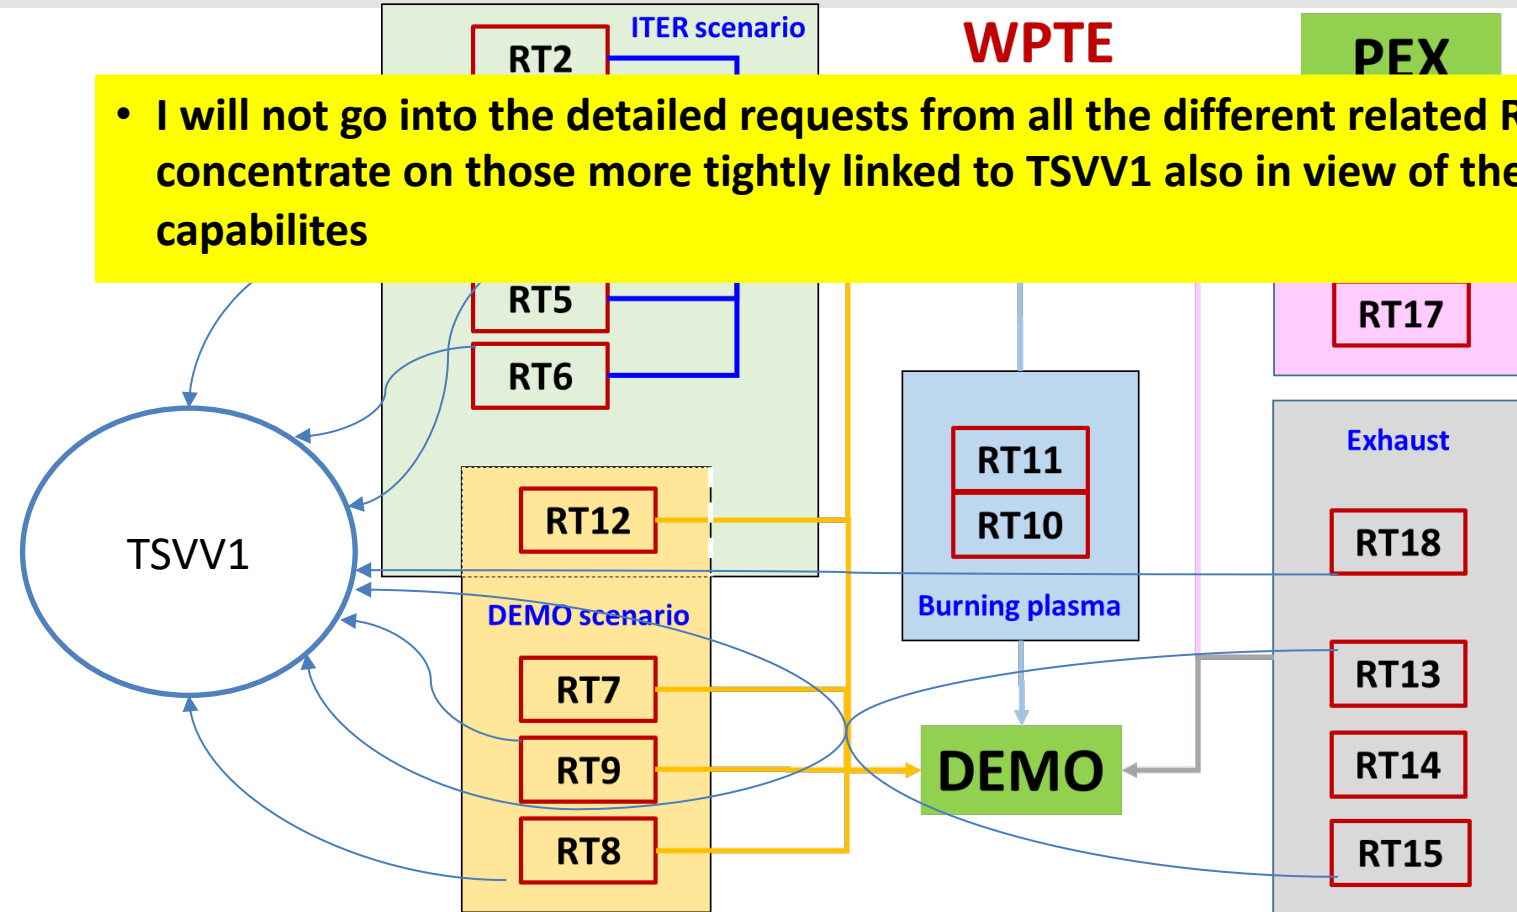 ITER scenario
WPTE
PEX
RT2
• I will not go into the detailed requests from all the different related
concentrate on those more tightly linked to TSVV1 also in view of the
capabilites
RT5
RT17
RT6
Exhaust
RT11
RT12
RT10
RT18
TSVV1
Burning plasma
DEMO scenario
RT13
RT7
RT9
DEMO
RT14
RT8
RT15